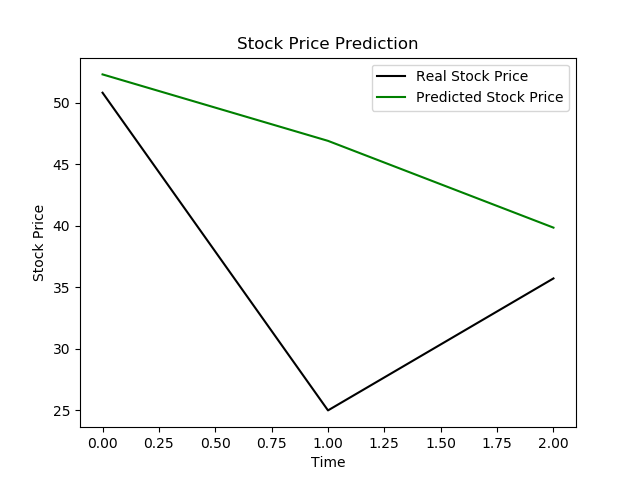 Stock Price Prediction
Real Stock Price
Predicted Stock Price
Stock Price
50
45
40
35
30
25
0.00 0.25 0.50 0.75 1.00 1.25 1.50 1.75 2.00
Time